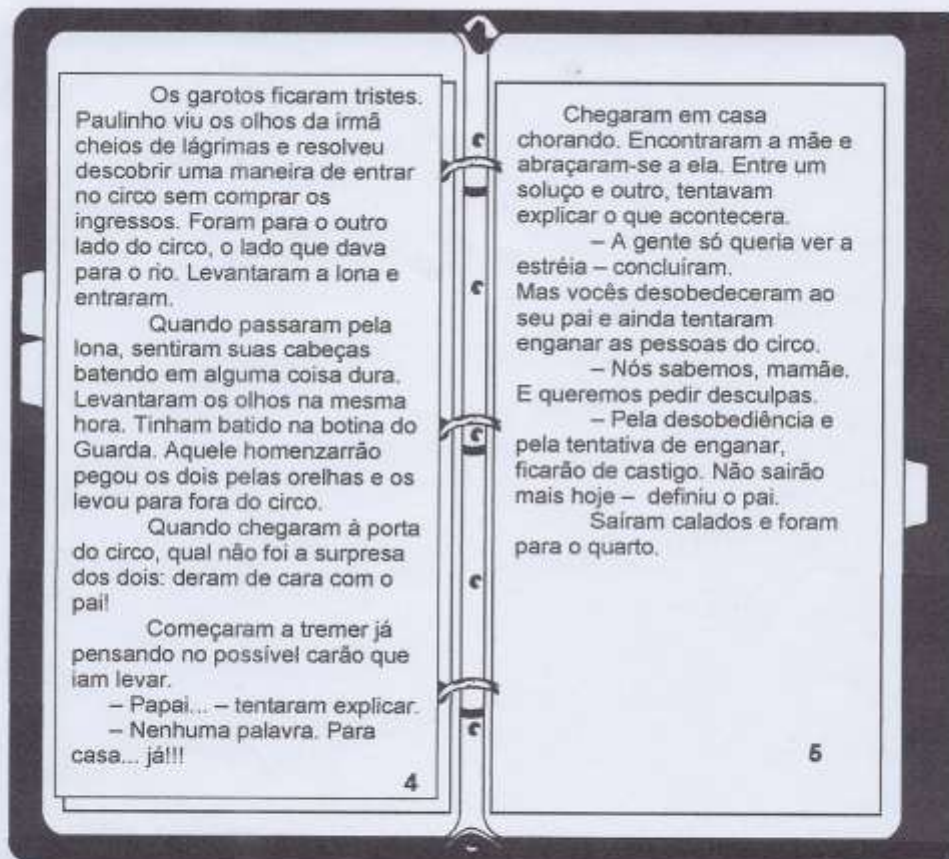 Os garotos ficaram tristes.
Paulinho viu os olhos da irmã
cheios de lágrimas e resolveu
descobrir uma maneira de entrar
no circo sem comprar os
ingressos. Foram para o outro
lado do circo, o lado que dava
para o rio. Levantaram a lona e
entraram.
Quando passaram pela
lona, sentiram suas cabeças
batendo em alguma coisa dura.
Levantaram os olhos na mesma
hora. Tinham batido na botina do
Guarda. Aquele homenzarrão
pegou os dois pelas orelhas e os
levou para fora do circo.
Quando chegaram à porta
do circo, qual não foi a surpresa
dos dois: deram de cara com o
pai!
Começaram a tremer já
pensando no possível carão que
iam levar.
– Papai... – tentaram explicar.
– Nenhuma palavra. Para
casa... já!!!
4
Chegaram em casa
chorando. Encontraram a mãe e
abraçaram-se a ela. Entre um
soluço e outro, tentavam
explicar o que acontecera.
– A gente só queria ver a
estréia – concluíram.
Mas vocês desobedeceram ao
seu pai e ainda tentaram
enganar as pessoas do circo.
– Nós sabemos, mamãe.
E queremos pedir desculpas.
– Pela desobediência e
pela tentativa de enganar,
ficarão de castigo. Não sairão
mais hoje – definiu o pai.
Saíram calados e foram
para o quarto.
5